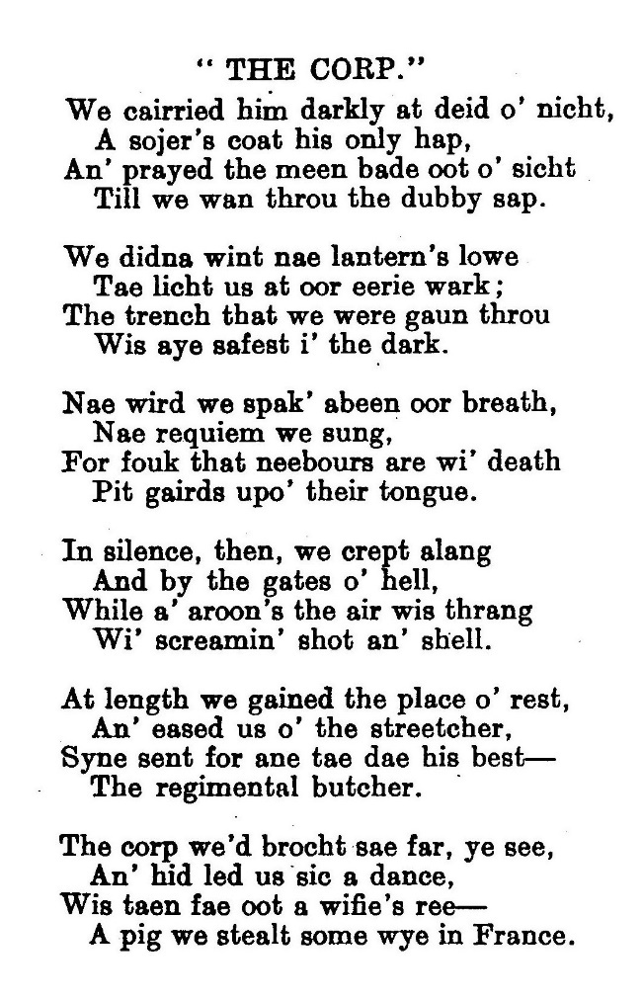 “ THE CORP.”
We cairried him darkly at deid o’ nicht,
A sojer’s coat his only hap,
An’ prayed the meen bade oot o’ sicht
Till we wan throu the dubby sap.
We didna wint nae lantern’s lowe
Tae licht us at oor eerie wark;
The trench that we were gaun throu
Wis aye safest i’ the dark.
Nae wird we spak’ abeen oor breath,
Nae requiem we sung,
For fouk that neebours are wi’ death
Pit gairds upo’ their tongue.
In silence, then, we crept alang
And by the gates o’ hell,
While a’ aroon’s the air wis thrang
Wi’ screamin’ shot an’ shell.
At length we gained the place o’ rest,
An’ eased us o’ the streetcher,
Syne sent for ane tae dae his best—
The regimental butcher.
The corp we’d brocht sae far, ye see,
An’ hid led us sic a dance,
Wis taen fae oot a wifie’s ree—
A pig we stealt some wye in France.